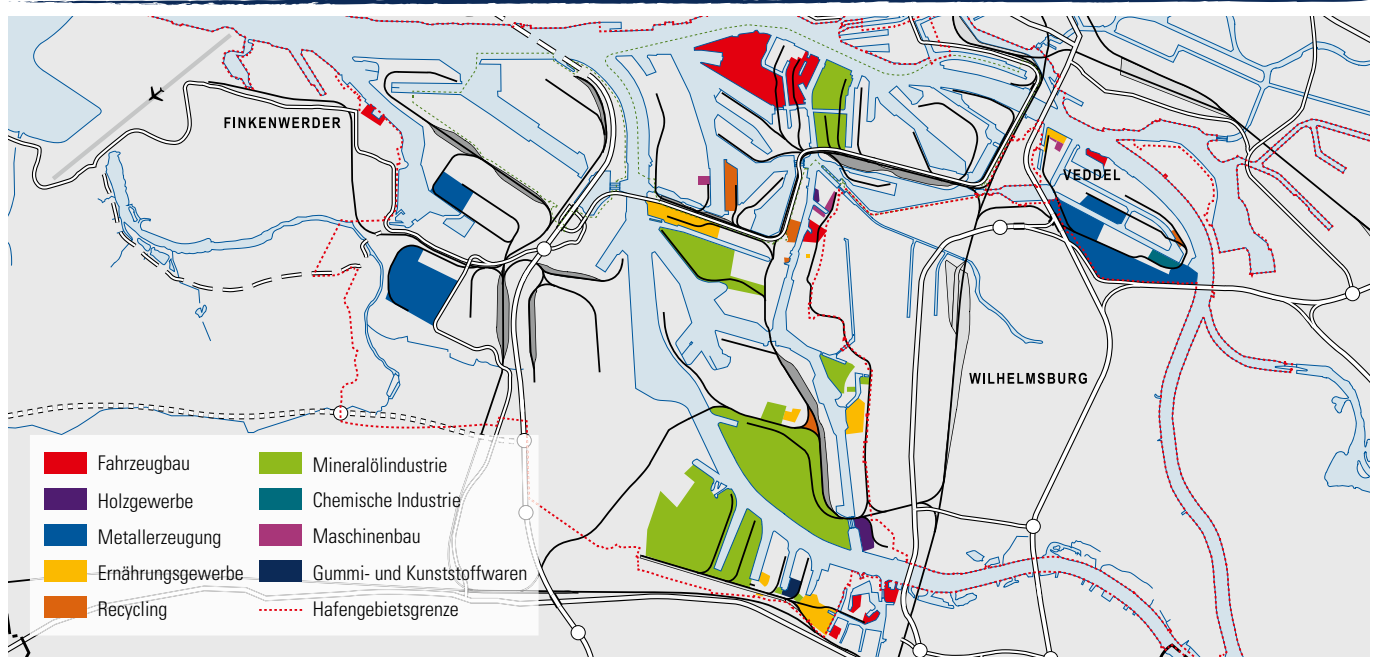 FINKENWERDER
VEDDEL
WILHELMSBURG
Fahrzeugbau
Holzgewerbe
Metallerzeugung
Ernährungsgewerbe
Recycling
Mineralölindustrie
Chemische Industrie
Maschinenbau
Gummi- und Kunststoffwaren
Hafengebietsgrenze